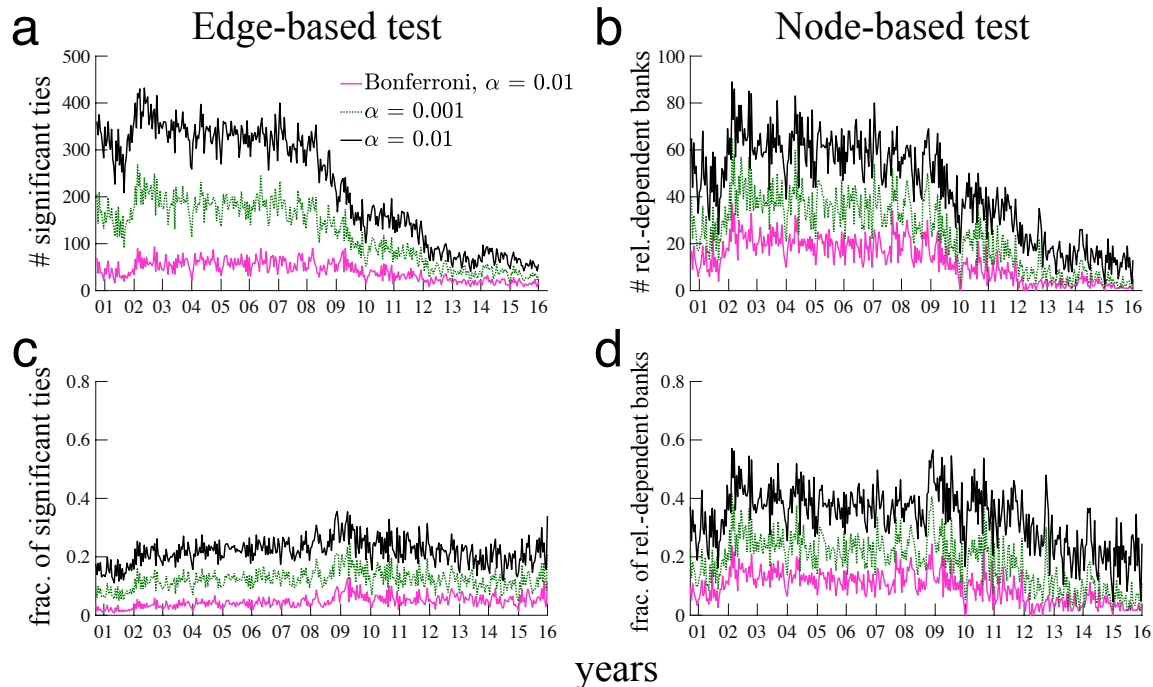 a
Edge-based test
b
Node-based test
# significant ties
500
400
300
200
100
0
Bonferroni, α = 0.01
α = 0.001
α = 0.01
01 02 03 04 05 06 07 08 09 10 11 12 13 14 15 16
# rel.-dependent banks
100
80
60
40
20
0
01 02 03 04 05 06 07 08 09 10 11 12 13 14 15 16
c
d
frac. of significant ties
0.8
0.6
0.4
0.2
0
01 02 03 04 05 06 07 08 09 10 11 12 13 14 15 16
frac. of rel.-dependent banks
0.8
0.6
0.4
0.2
0
01 02 03 04 05 06 07 08 09 10 11 12 13 14 15 16
years